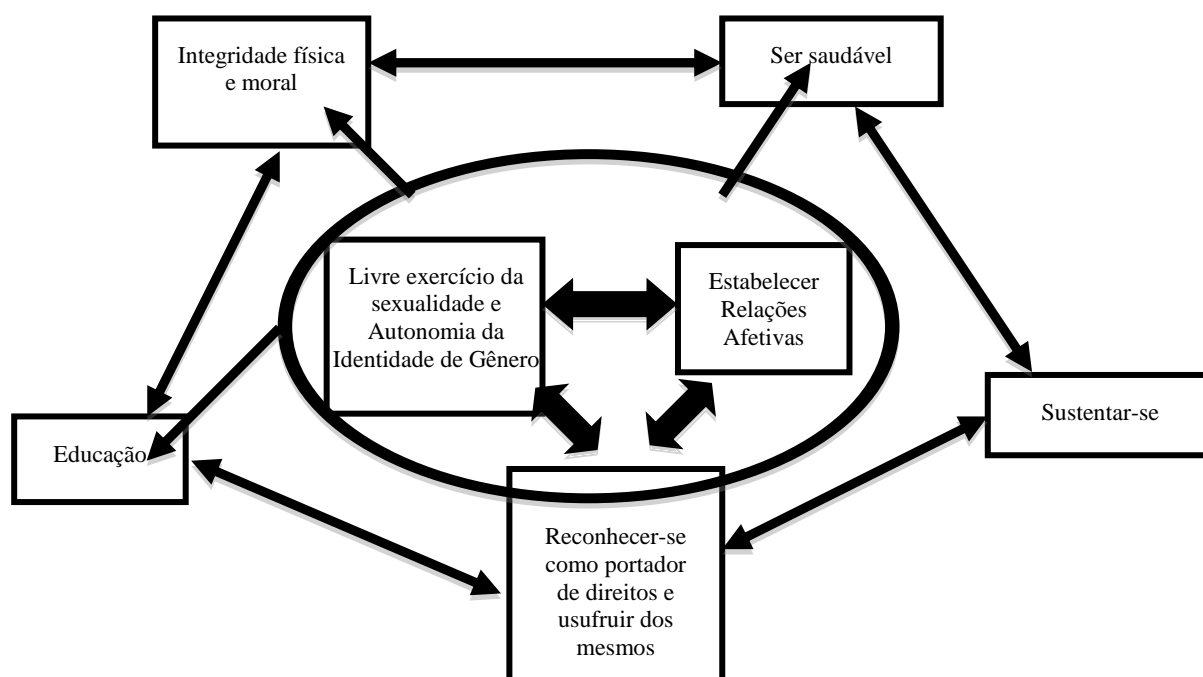 Integridade física
e moral
Ser saudável
Livre exercício da
sexualidade e
Autonomia da
Identidade de Gênero
Estabelecer
Relações
Afetivas
Sustentar-se
Educação
Reconhecer-se
como portador
de direitos e
usufruir dos
mesmos